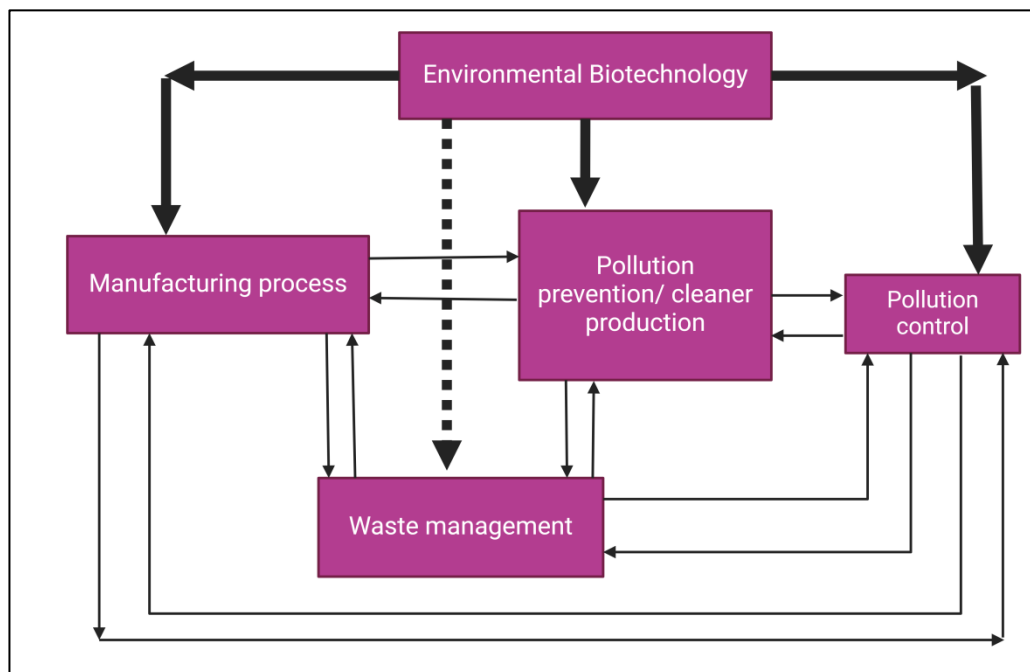 Environmental Biotechnology
Manufacturing process
Pollution
prevention/ cleaner
production
Pollution
control
Waste management